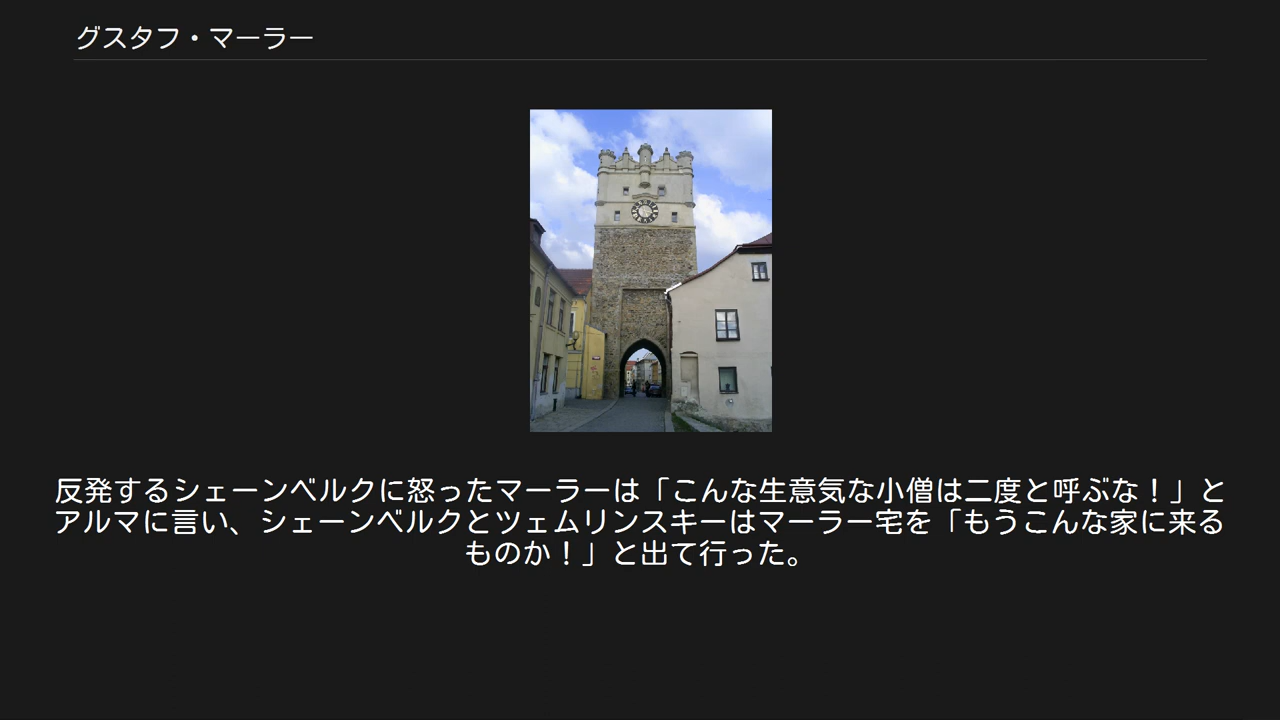 グスタフ・マーラー
反発するシェーンベルクに怒ったマーラーは「こんな生意気な小僧は二度と呼ぶな！」と
アルマに言い、シェーンベルクとツェムリンスキーはマーラー宅を「もうこんな家に来る
ものか！」と出て行った。